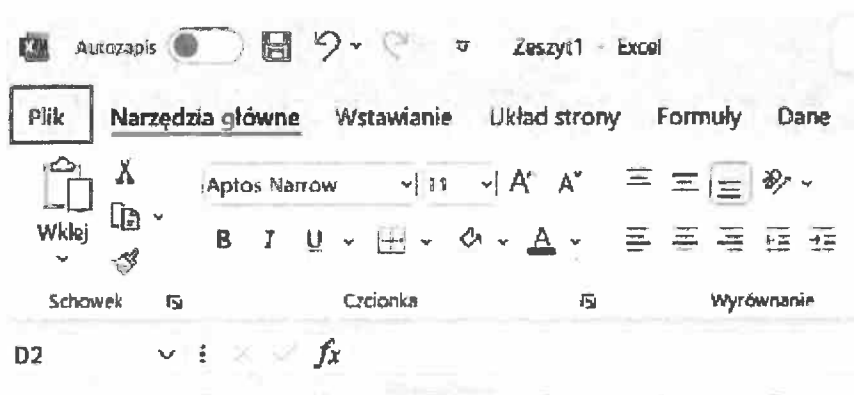 Autozapis Zeszyt1 - Excel
Plik Narzędzia główne Wstawianie Układ strony Formuły Dane
Aptos Narrow 11 A^ A˅
Wklej B I U A
Schowek Czcionka Wyrównanie
D2 fx